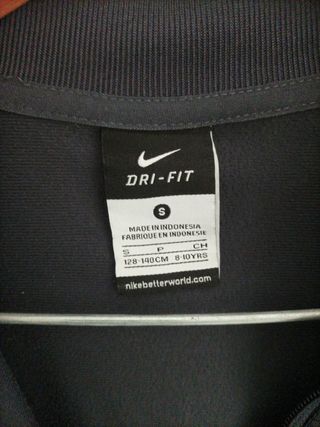 DRI-FIT
S
MADE IN INDONESIA
FABRIQUE EN INDONESIE
S P CH
128-140CM 8-10YRS
nikebetterworld.com